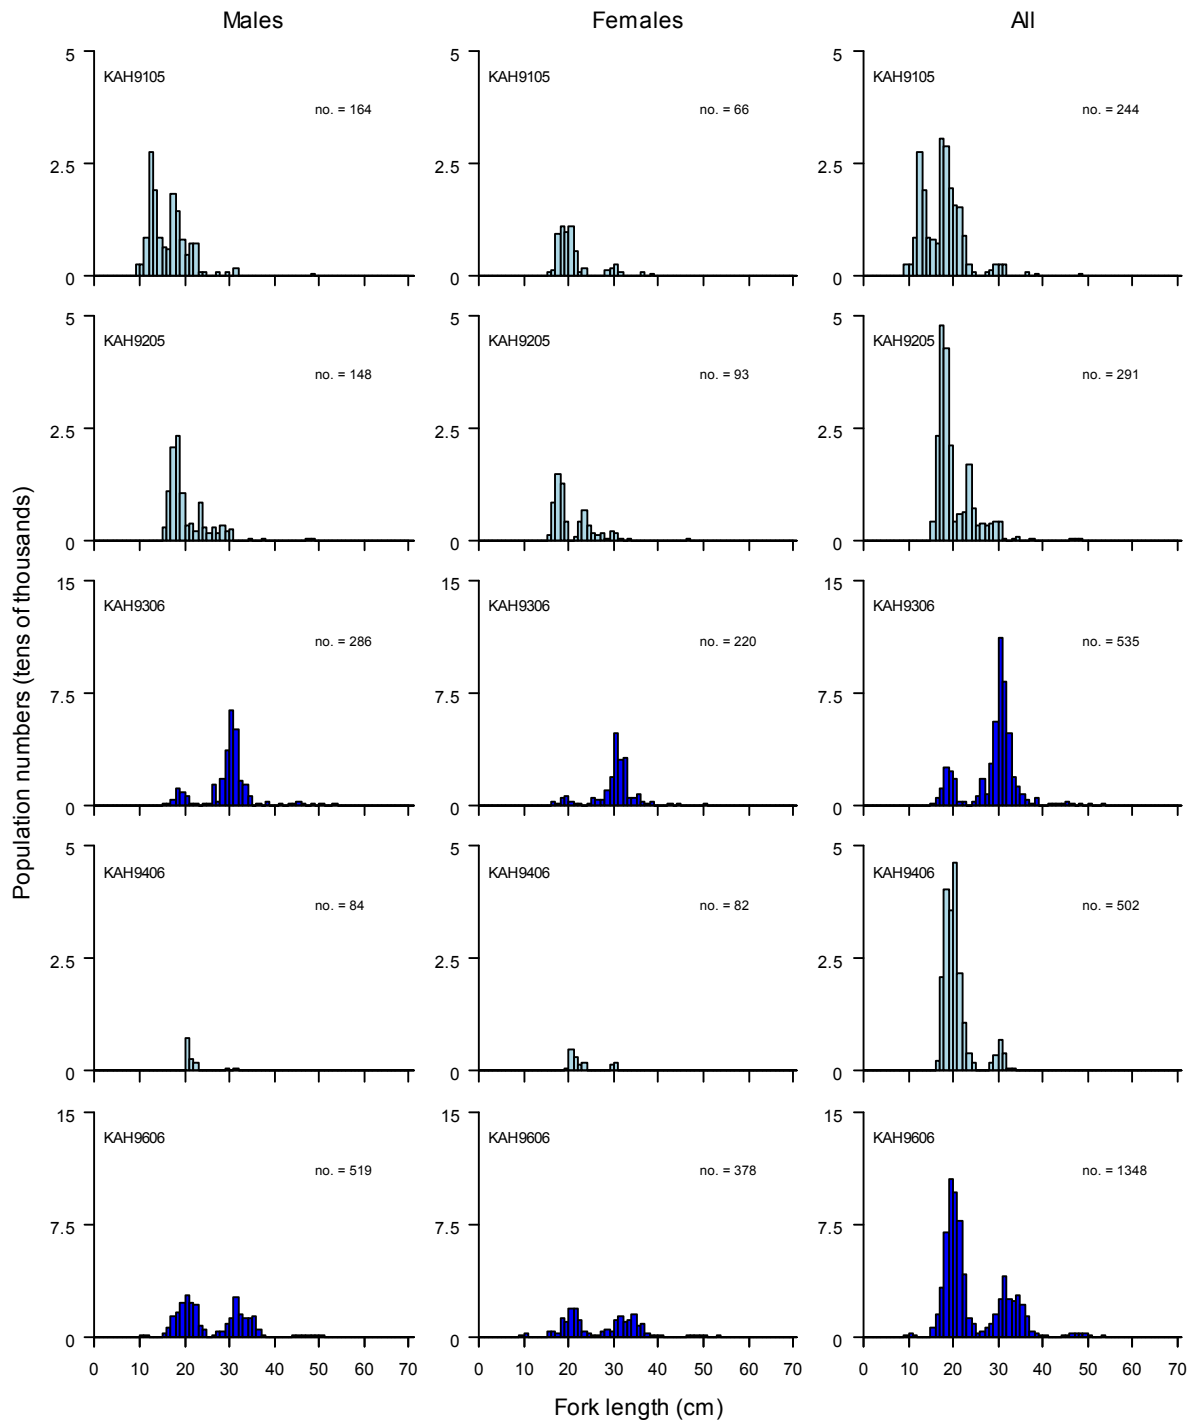 Males Females All
5 5 5
KAH9105 KAH9105 KAH9105
no. = 164 no. = 66 no. = 244
2.5 2.5 2.5
0 0 0
5 5 5
KAH9205 KAH9205 KAH9205
no. = 148 no. = 93 no. = 291
2.5 2.5 2.5
0 0 0
15 15 15
KAH9306 KAH9306 KAH9306
no. = 286 no. = 220 no. = 535
7.5 7.5 7.5
0 0 0
5 5 5
KAH9406 KAH9406 KAH9406
no. = 84 no. = 82 no. = 502
2.5 2.5 2.5
0 0 0
15 15 15
KAH9606 KAH9606 KAH9606
no. = 519 no. = 378 no. = 1348
7.5 7.5 7.5
0 0 0
0 10 20 30 40 50 60 70 0 10 20 30 40 50 60 70 0 10 20 30 40 50 60 70
Fork length (cm)
Population numbers (tens of thousands)